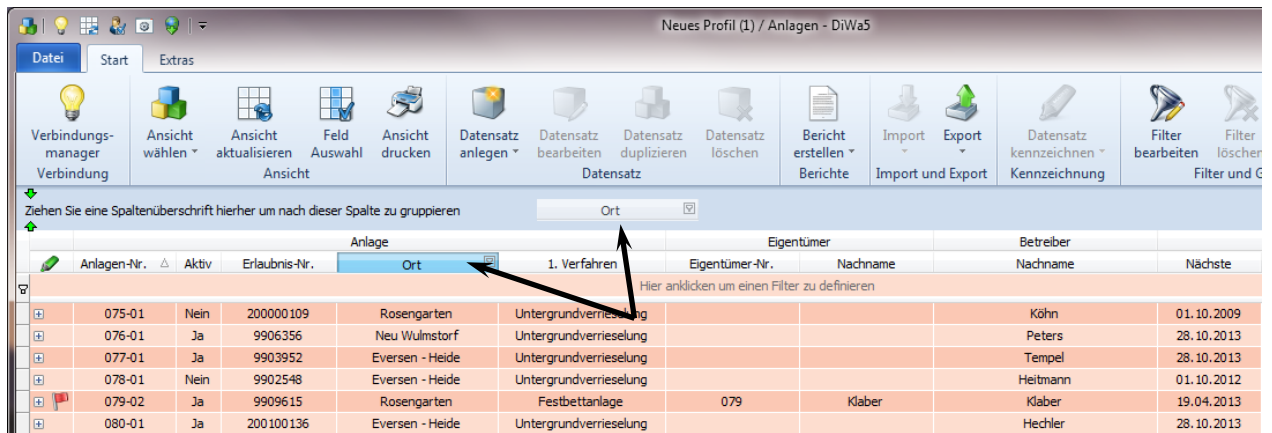 Neues Profil (1) / Anlagen - DiWa5
Datei Start Extras
Verbindungs- Ansicht Ansicht Feld Ansicht Datensatz Datensatz Datensatz Datensatz Bericht Import Export Datensatz Filter Filter
manager wählen aktualisieren Auswahl drucken anlegen bearbeiten duplizieren löschen erstellen kennzeichnen bearbeiten löschen
Verbindung Ansicht Datensatz Berichte Import und Export Kennzeichnung Filter und G
Ziehen Sie eine Spaltenüberschrift hierher um nach dieser Spalte zu gruppieren Ort
Anlage Eigentümer Betreiber
Anlagen-Nr. Aktiv Erlaubnis-Nr. Ort 1. Verfahren Eigentümer-Nr. Nachname Nachname Nächste
Hier anklicken um einen Filter zu definieren
075-01 Nein 200000109 Rosengarten Untergrundverrieselung Köhn 01.10.2009
076-01 Ja 9906356 Neu Wulmstorf Untergrundverrieselung Peters 28.10.2013
077-01 Ja 9903952 Eversen - Heide Untergrundverrieselung Tempel 28.10.2013
078-01 Nein 9902548 Eversen - Heide Untergrundverrieselung Heitmann 01.10.2012
079-02 Ja 9909615 Rosengarten Festbettanlage 079 Klaber Klaber 19.04.2013
080-01 Ja 200100136 Eversen - Heide Untergrundverrieselung Hechler 28.10.2013